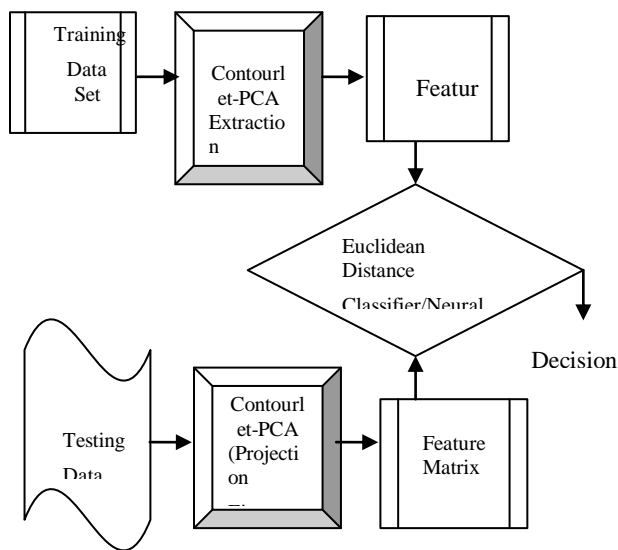 Training
Data
Set
Contourl
et-PCA
Extractio
n
Featur
Euclidean
Distance
Classifier/Neural
Decision
Testing
Data
Contourl
et-PCA
(Projecti
on
Feature
Matrix